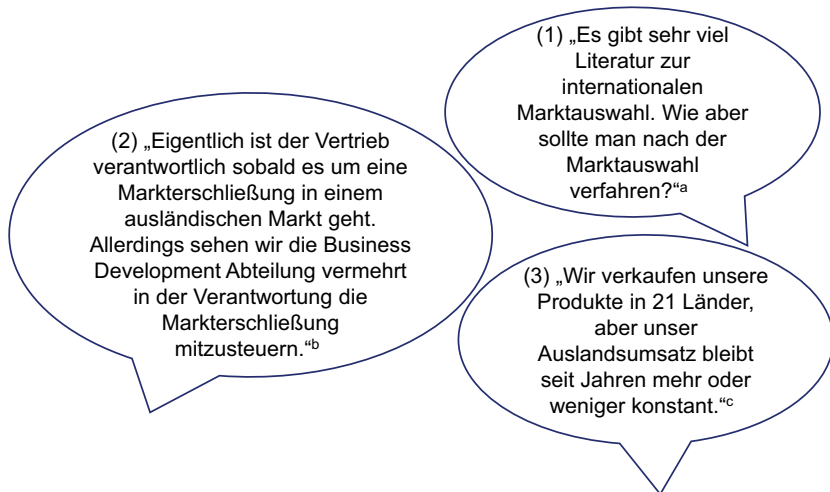 (1) „Es gibt sehr viel
Literatur zur
internationalen
Marktauswahl. Wie aber
sollte man nach der
Marktauswahl
verfahren?“ᵃ
(2) „Eigentlich ist der Vertrieb
verantwortlich sobald es um eine
Markterschließung in einem
ausländischen Markt geht.
Allerdings sehen wir die Business
Development Abteilung vermehrt
in der Verantwortung die
Markterschließung
mitzusteuern.“ᵇ
(3) „Wir verkaufen unsere
Produkte in 21 Länder,
aber unser
Auslandsumsatz bleibt
seit Jahren mehr oder
weniger konstant.“ᶜ